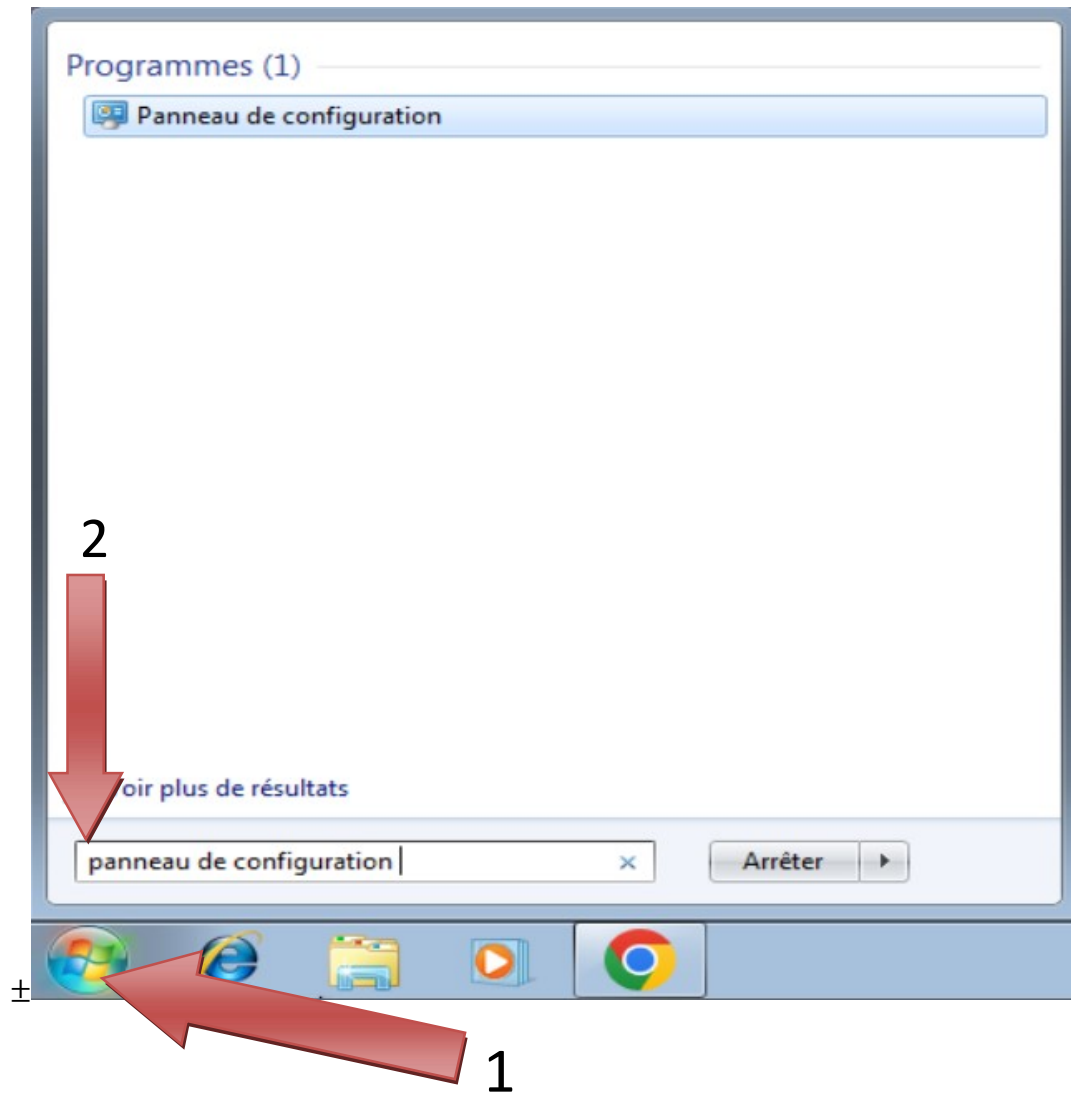 Programmes (1)
Panneau de configuration
2
oir plus de résultats
panneau de configuration
Arrêter
±
1